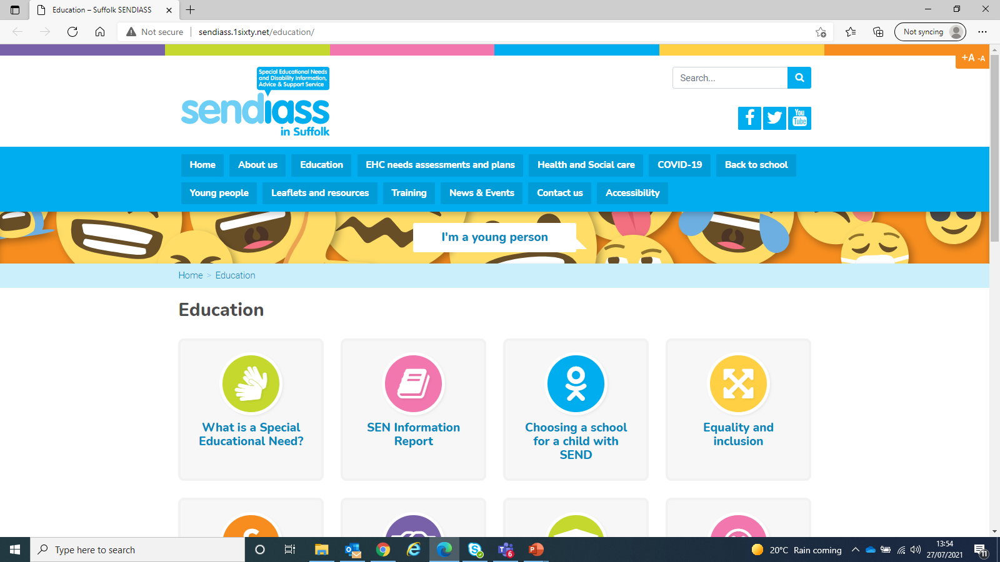 Education – Suffolk SENDIASS
Not secure
sendiass.1sixty.net/education/
Not syncing
+A -A
Special Educational Needs
and Disability Information,
Advice & Support Service
sendiass
in Suffolk
Search...
You
Tube
Home
About us
Education
EHC needs assessments and plans
Health and Social care
COVID-19
Back to school
Young people
Leaflets and resources
Training
News & Events
Contact us
Accessibility
I'm a young person
Home > Education
Education
What is a Special
Educational Need?
SEN Information
Report
Choosing a school
for a child with
SEND
Equality and
inclusion
Type here to search
6
20°C Rain coming
13:54
27/07/2021
11